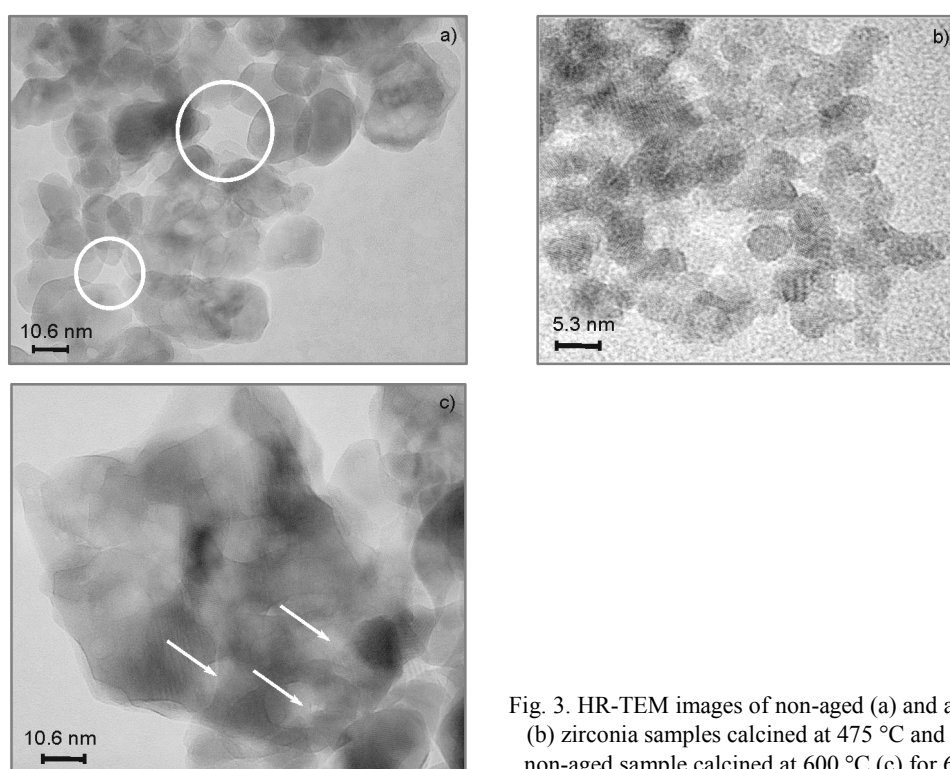 a)
10.6 nm
b)
5.3 nm
c)
10.6 nm
Fig. 3. HR-TEM images of non-aged (a) and
(b) zirconia samples calcined at 475 °C and
non-aged sample calcined at 600 °C (c) for